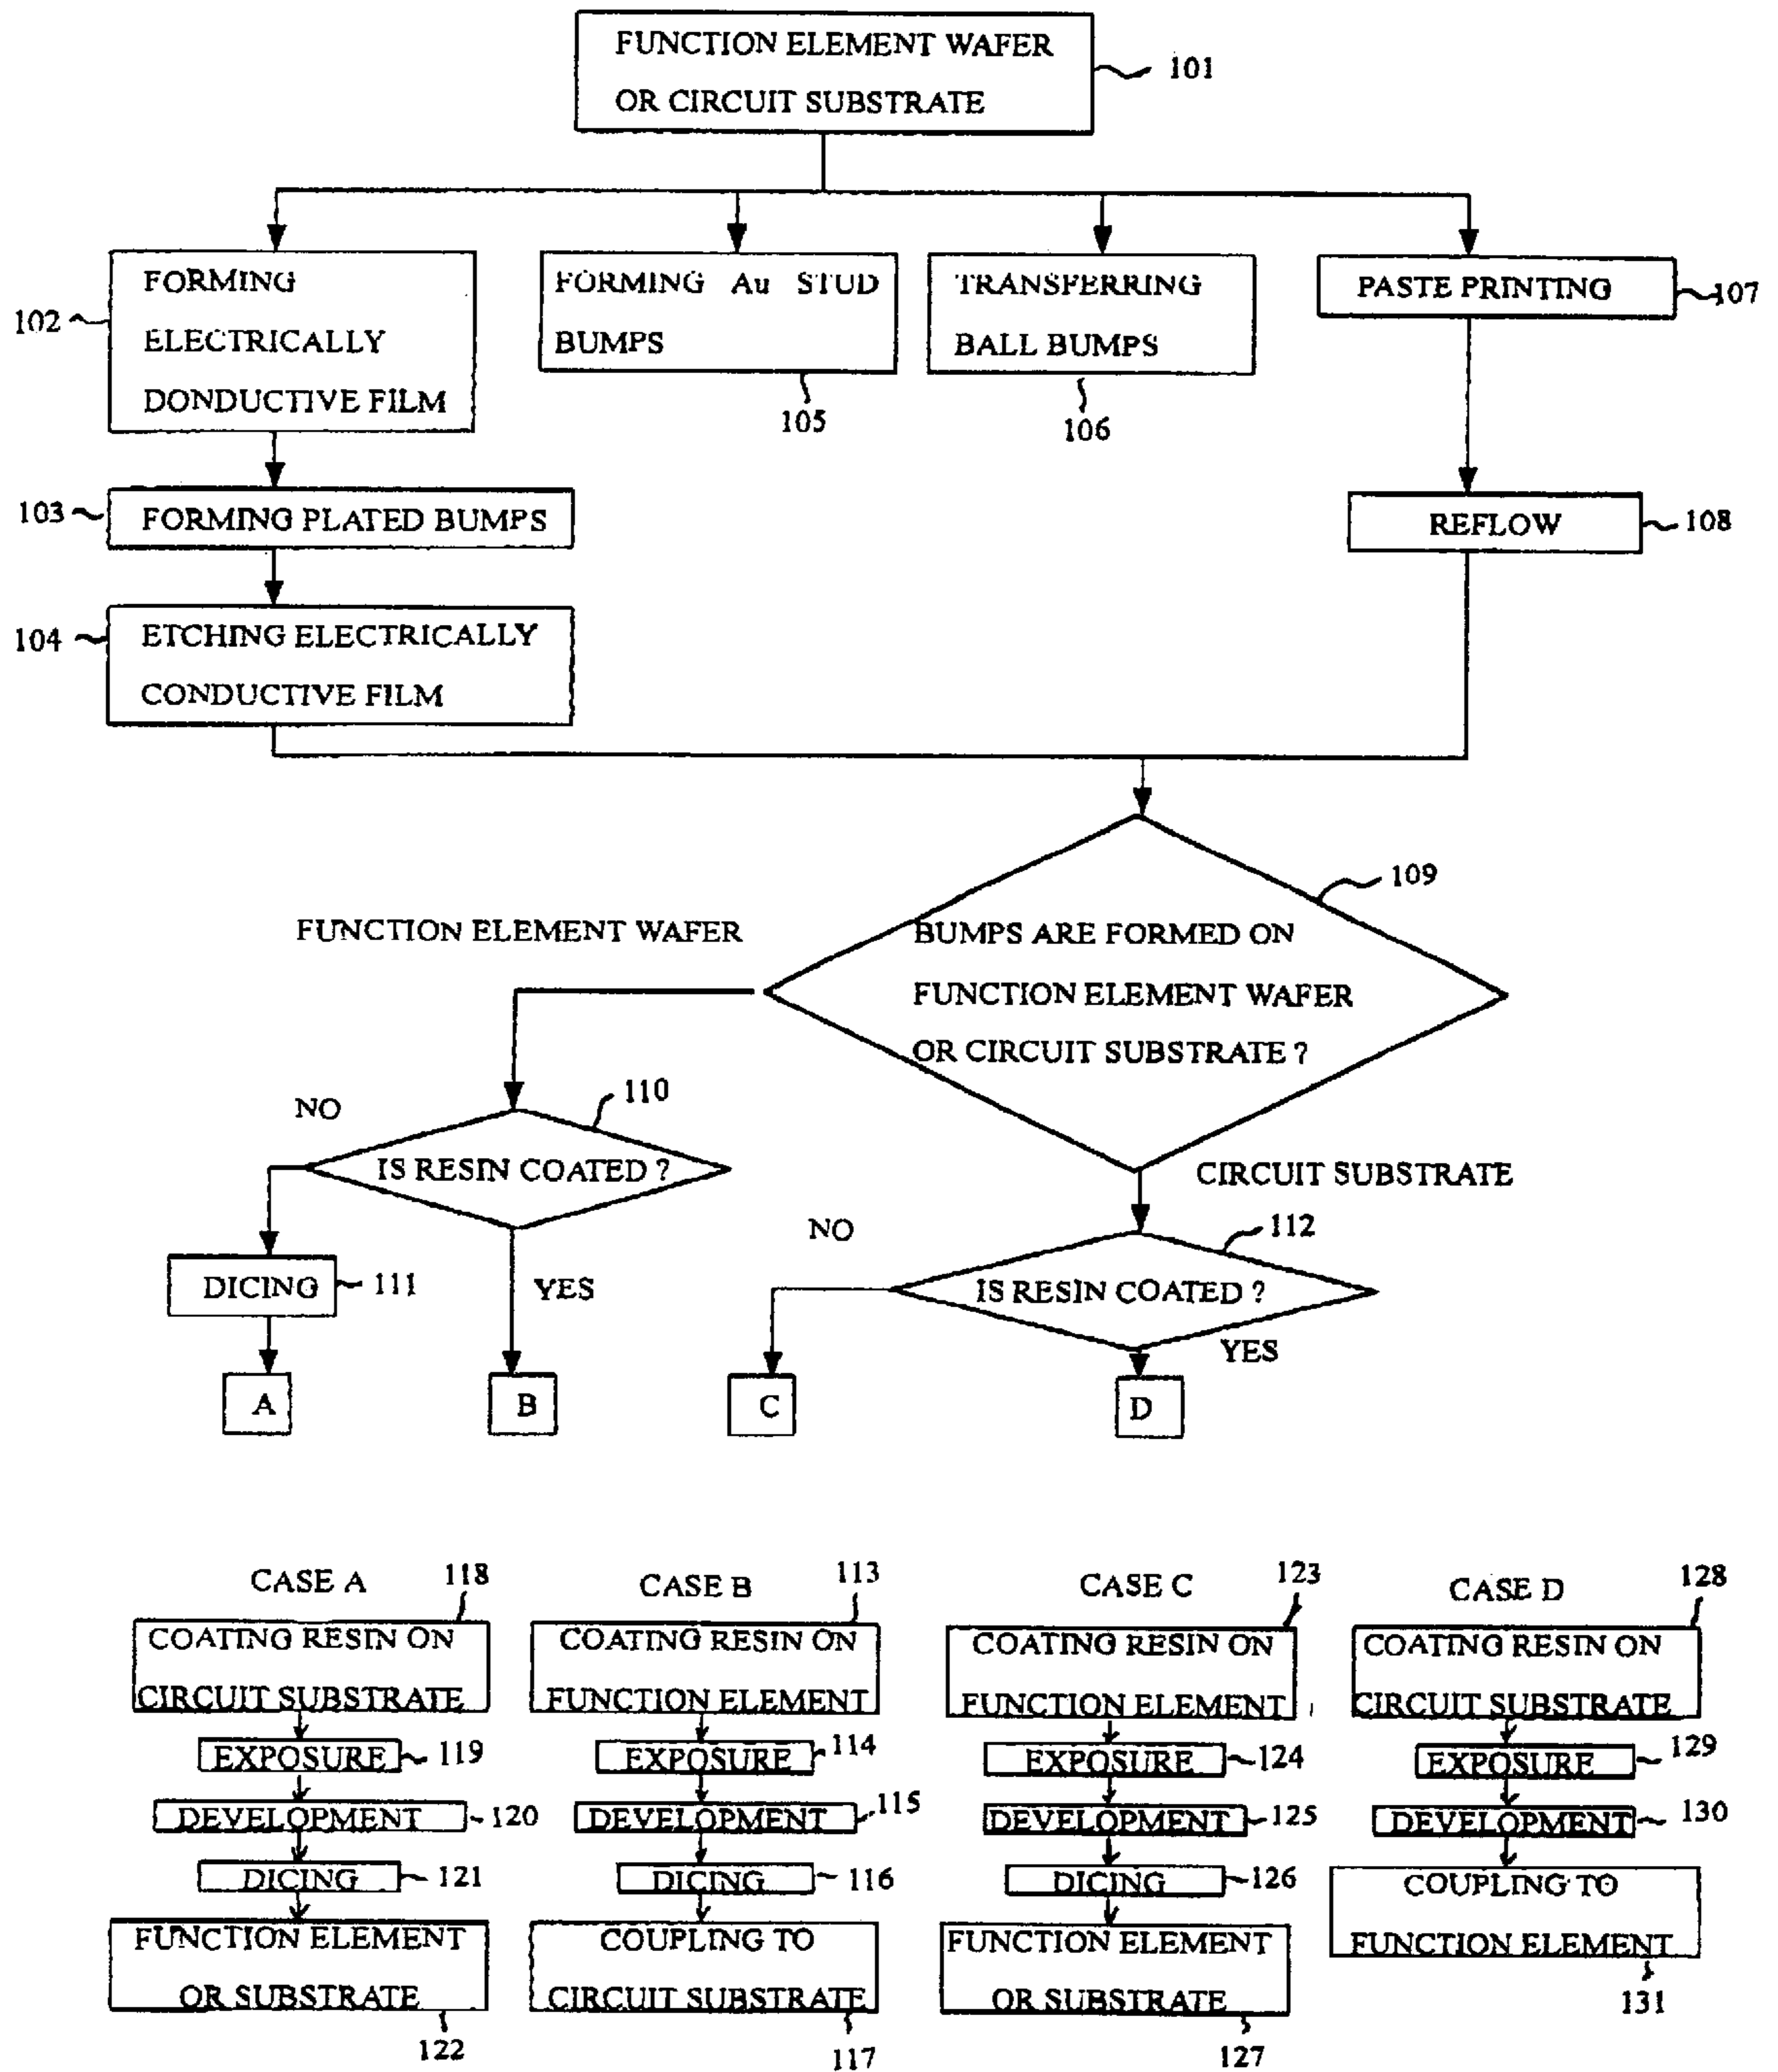 FUNCTION ELEMENT WAFER
OR CIRCUIT SUBSTRATE
101
FORMING
ELECTRICALLY
DONDUCTIVE FILM
102
FORMING Au STUD
BUMPS
105
TRANSFERRING
BALL BUMPS
106
PASTE PRINTING
107
103
FORMING PLATED BUMPS
REFLOW
108
104
ETCHING ELECTRICALLY
CONDUCTIVE FILM
109
FUNCTION ELEMENT WAFER
BUMPS ARE FORMED ON
FUNCTION ELEMENT WAFER
OR CIRCUIT SUBSTRATE ?
NO
110
IS RESIN COATED ?
CIRCUIT SUBSTRATE
NO
112
DICING
111
YES
IS RESIN COATED ?
YES
A
B
C
D
CASE A
118
COATING RESIN ON
CIRCUIT SUBSTRATE
EXPOSURE
119
DEVELOPMENT
120
DICING
121
FUNCTION ELEMENT
OR SUBSTRATE
122
CASE B
113
COATING RESIN ON
FUNCTION ELEMENT
EXPOSURE
114
DEVELOPMENT
115
DICING
116
COUPLING TO
CIRCUIT SUBSTRATE
117
CASE C
123
COATING RESIN ON
FUNCTION ELEMENT
EXPOSURE
124
DEVELOPMENT
125
DICING
126
FUNCTION ELEMENT
OR SUBSTRATE
127
CASE D
128
COATING RESIN ON
CIRCUIT SUBSTRATE
EXPOSURE
129
DEVELOPMENT
130
COUPLING TO
FUNCTION ELEMENT
131